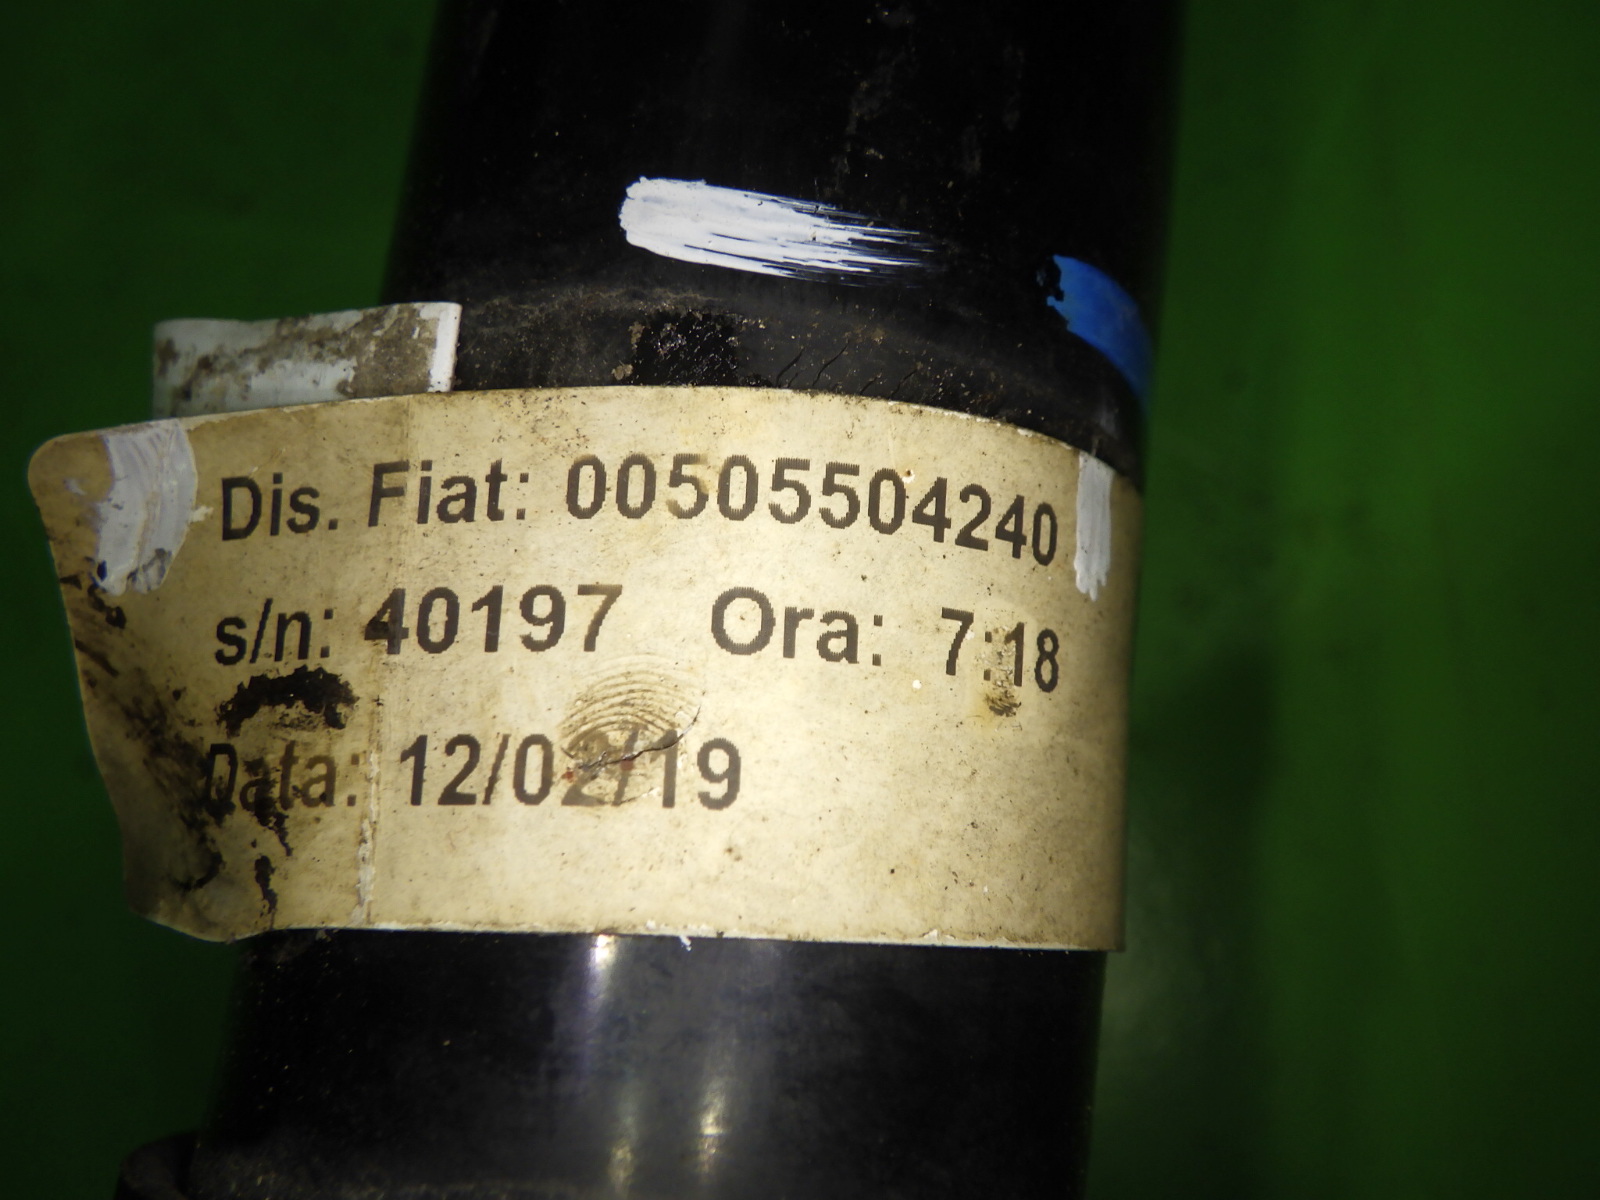 Dis. Fiat: 00505504240
s/n: 40197 Ora: 7:18
Data: 12/02/19